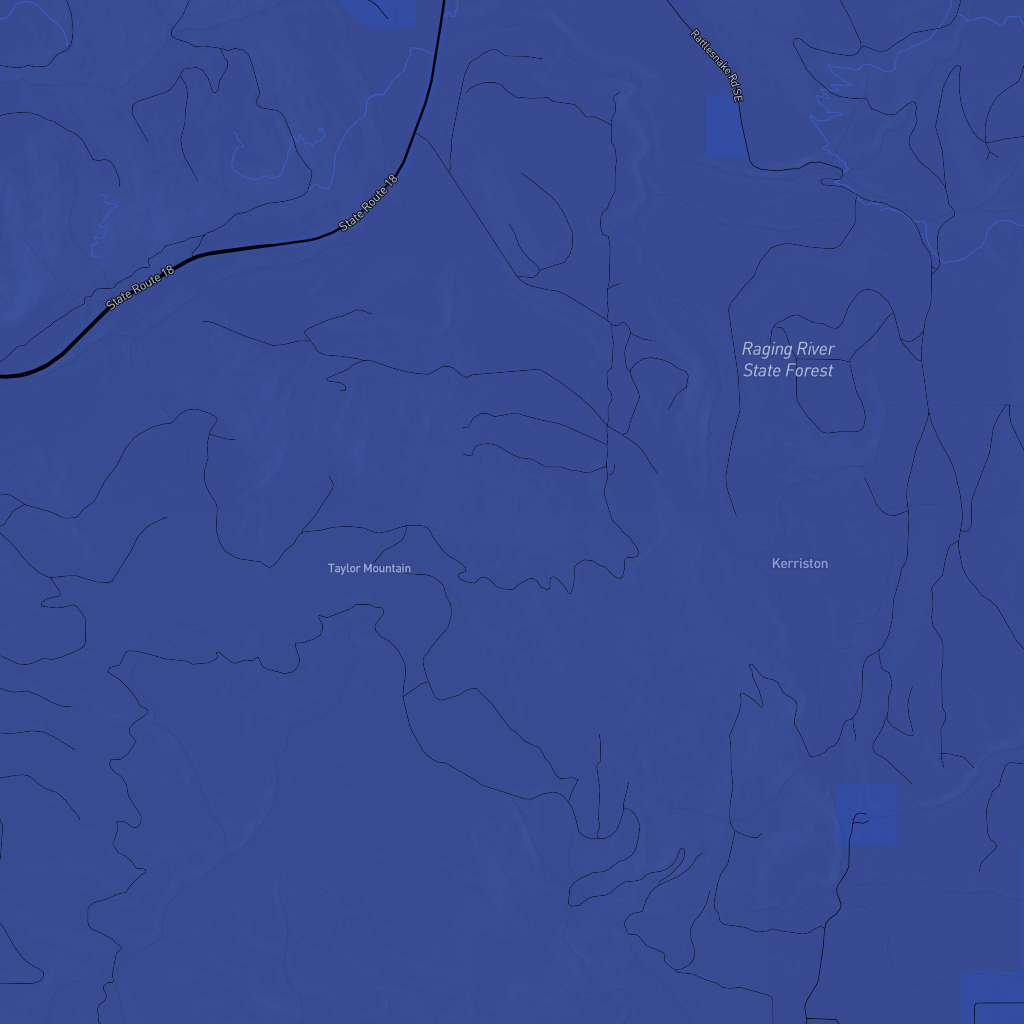 Rattlesnake Rd SE
State Route 18
State Route 18
Raging River
State Forest
Kerriston
Taylor Mountain